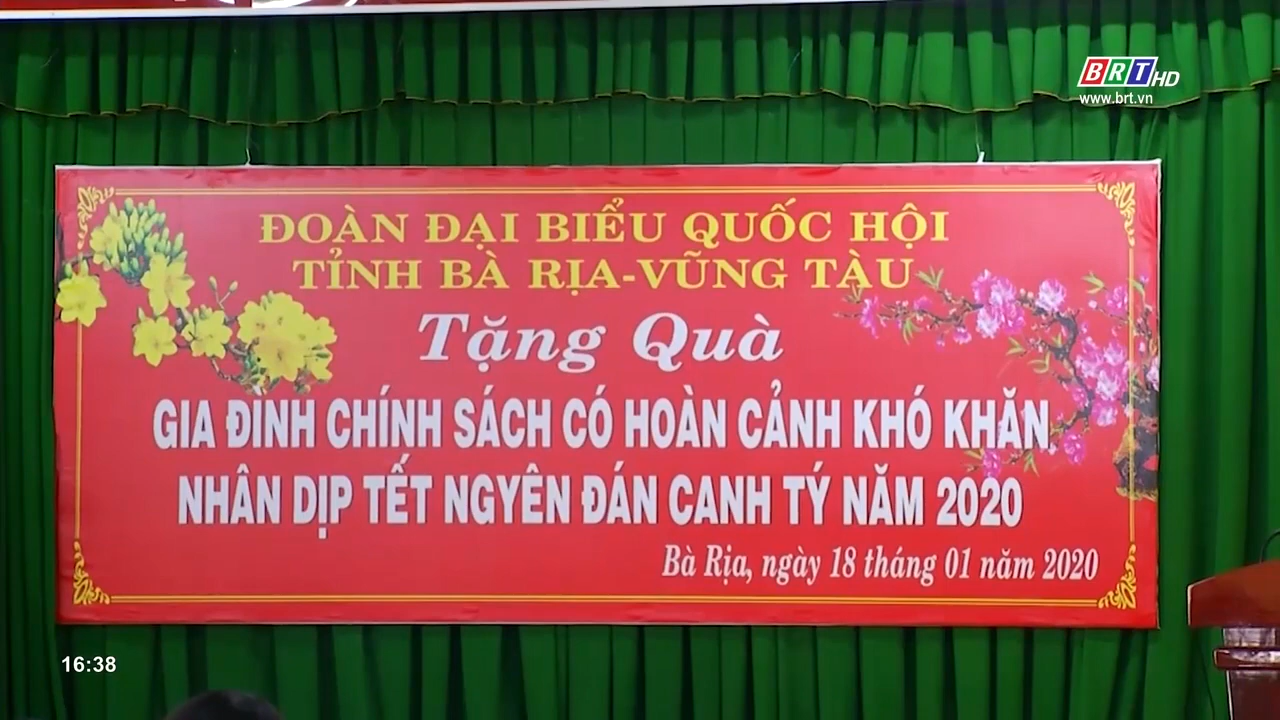 BRT HD
www.brt.vn
ĐOÀN ĐẠI BIỂU QUỐC HỘI
TỈNH BÀ RỊA-VŨNG TÀU
Tặng Quà
GIA ĐÌNH CHÍNH SÁCH CÓ HOÀN CẢNH KHÓ KHĂN
NHÂN DỊP TẾT NGYÊN ĐÁN CANH TÝ NĂM 2020
Bà Rịa, ngày 18 tháng 01 năm 2020
16:38